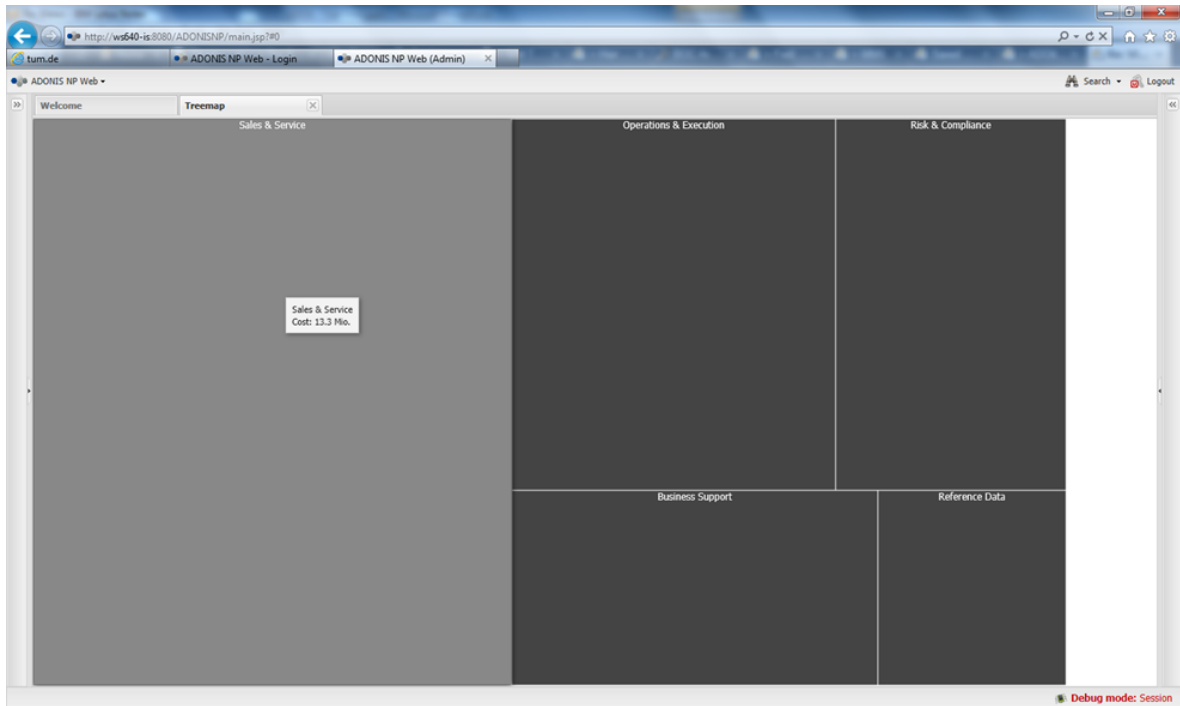 http://ws640-is:8080/ADONISNP/main.jsp?#0
tum.de
ADONIS NP Web - Login
ADONIS NP Web (Admin)
ADONIS NP Web
Search
Logout
Welcome
Treemap
Sales & Service
Operations & Execution
Risk & Compliance
Sales & Service
Cost: 13.3 Mio.
Business Support
Reference Data
Debug mode: Session